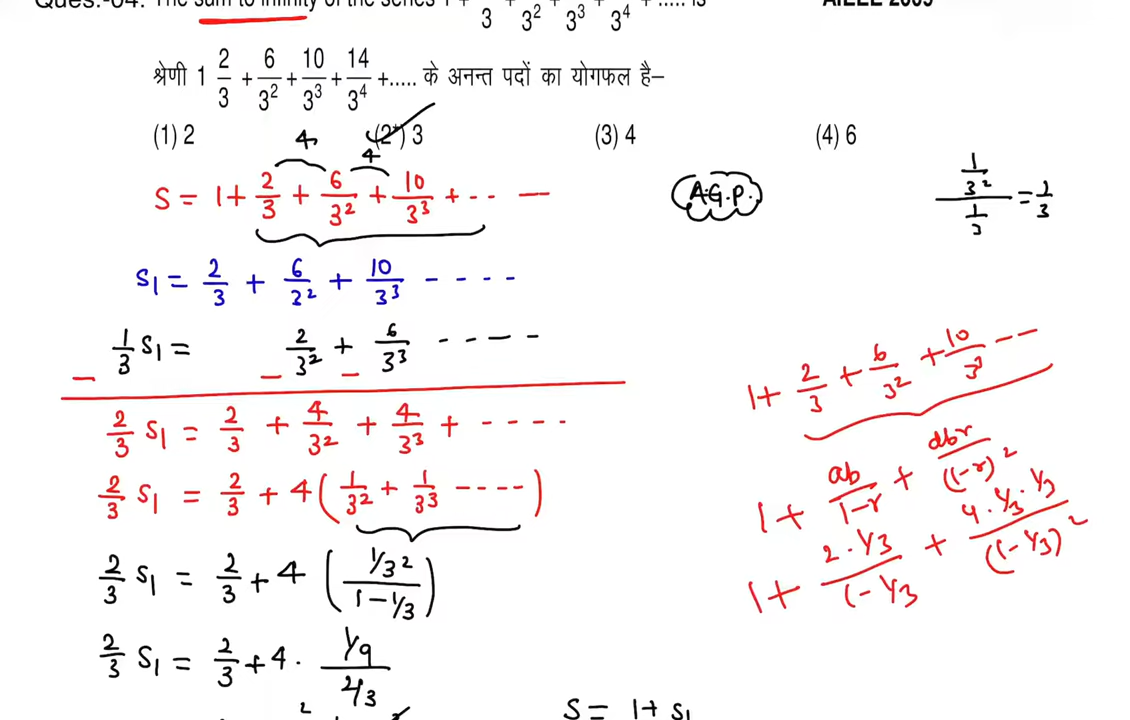 Ques.-04. The sum to infinity of the series 1 + 2/3 + 6/3² + 10/3³ + 14/3⁴ + ..... is AIEEE 2009
श्रेणी 1 2/3 + 6/3² + 10/3³ + 14/3⁴ +..... के अनन्त पदों का योगफल है–
(1) 2 (2*) 3 (3) 4 (4) 6
4 4
S = 1 + 2/3 + 6/3² + 10/3³ + .. —
A.G.P.
(1/3²)/(1/3) = 1/3
S₁ = 2/3 + 6/3² + 10/3³ - - - -
1/3 S₁ = 2/3² + 6/3³ - - - - -
– – –
2/3 S₁ = 2/3 + 4/3² + 4/3³ + - - - - -
2/3 S₁ = 2/3 + 4 ( 1/3² + 1/3³ - - - - )
2/3 S₁ = 2/3 + 4 ( (1/3²)/(1 - 1/3) )
2/3 S₁ = 2/3 + 4 · (1/9)/(2/3)
1 + 2/3 + 6/3² + 10/3³ - - -
1 + ab/(1-r) + dbr/(1-r)²
1 + (2 · 1/3)/(1 - 1/3) + (4 · 1/3 · 1/3)/(1 - 1/3)²
S = 1 + S₁